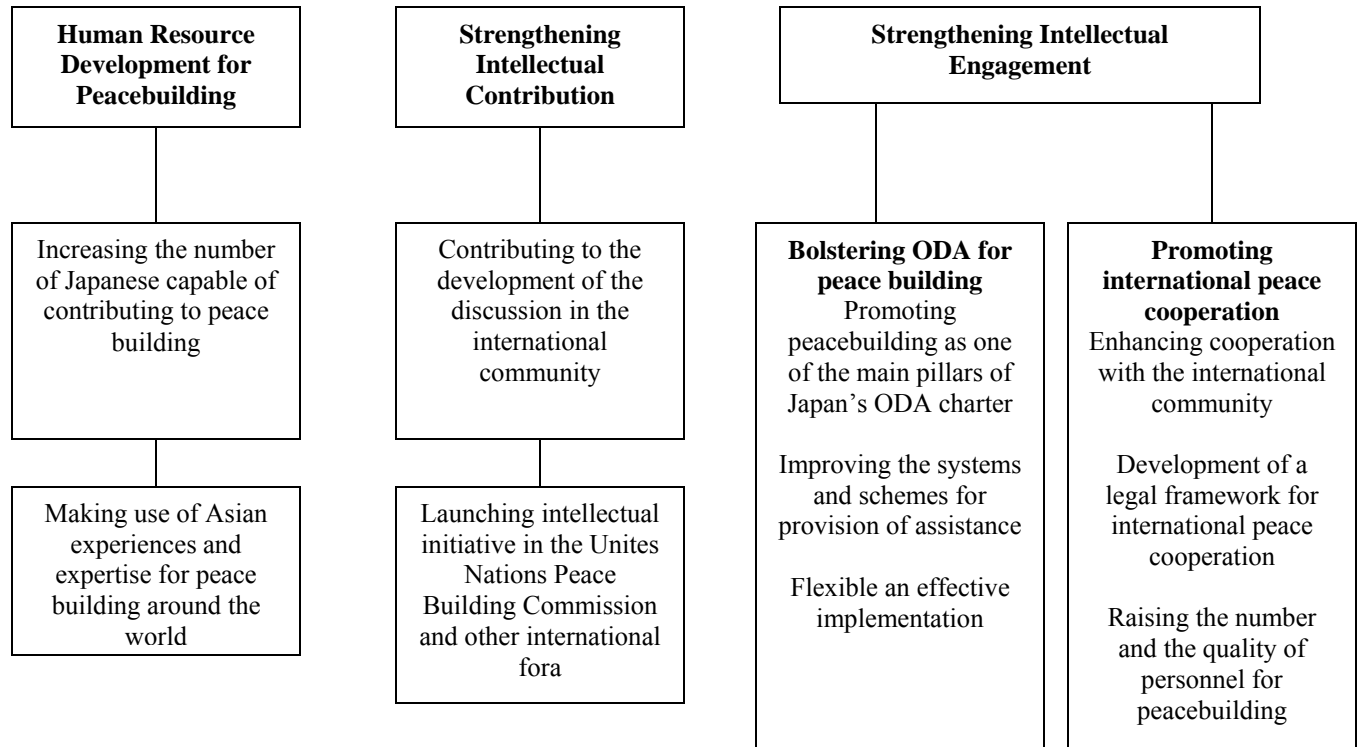 Human Resource
Development for
Peacebuilding
Increasing the number
of Japanese capable of
contributing to peace
building
Making use of Asian
experiences and
expertise for peace
building around the
world
Strengthening
Intellectual
Contribution
Contributing to the
development of the
discussion in the
international
community
Launching intellectual
initiative in the Unites
Nations Peace
Building Commission
and other international
fora
Strengthening Intellectual
Engagement
Bolstering ODA for
peace building
Promoting
peacebuilding as one
of the main pillars of
Japan’s ODA charter
Improving the systems
and schemes for
provision of assistance
Flexible an effective
implementation
Promoting
international peace
cooperation
Enhancing cooperation
with the international
community
Development of a
legal framework for
international peace
cooperation
Raising the number
and the quality of
personnel for
peacebuilding